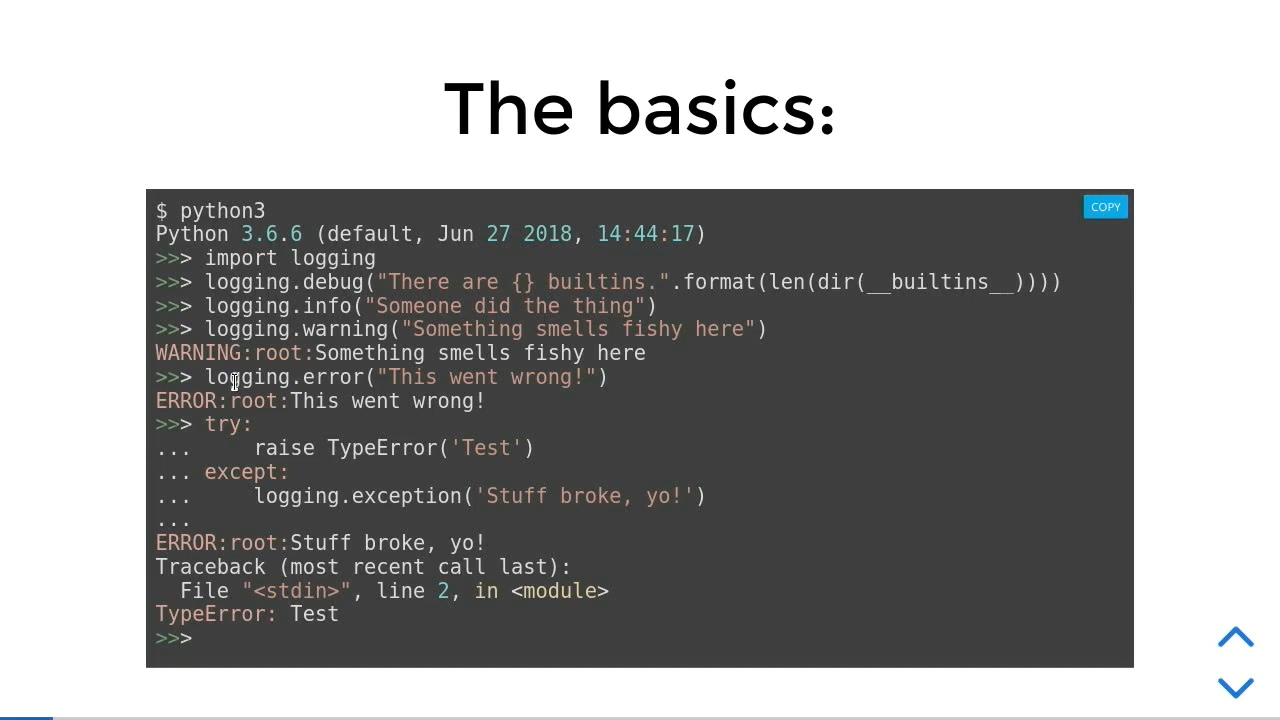 The basics:
COPY
$ python3
Python 3.6.6 (default, Jun 27 2018, 14:44:17)
>>> import logging
>>> logging.debug("There are {} builtins.".format(len(dir(__builtins__))))
>>> logging.info("Someone did the thing")
>>> logging.warning("Something smells fishy here")
WARNING:root:Something smells fishy here
>>> logging.error("This went wrong!")
ERROR:root:This went wrong!
>>> try:
...     raise TypeError('Test')
... except:
...     logging.exception('Stuff broke, yo!')
...
ERROR:root:Stuff broke, yo!
Traceback (most recent call last):
  File "<stdin>", line 2, in <module>
TypeError: Test
>>>